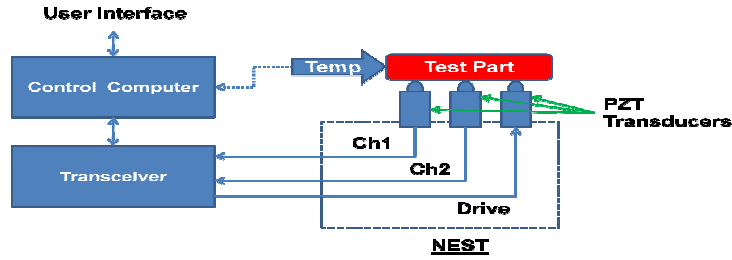 User Interface
Control Computer
Temp
Test Part
PZT
Transducers
Ch1
Ch2
Transceiver
Drive
NEST